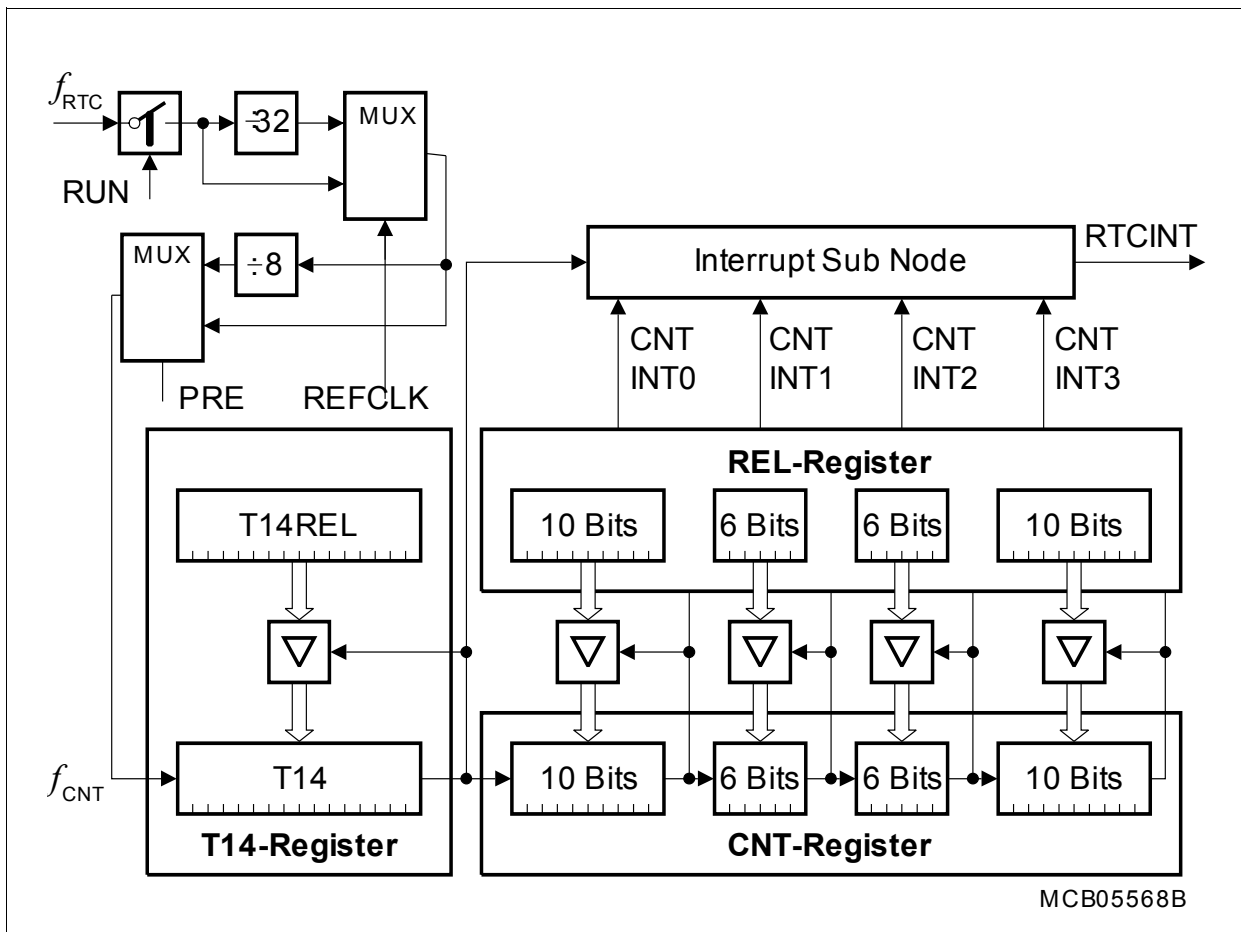 fRTC
÷32
MUX
RUN
MUX
÷8
PRE
REFCLK
Interrupt Sub Node
RTCINT
CNT INT0
CNT INT1
CNT INT2
CNT INT3
REL-Register
T14REL
10 Bits
6 Bits
6 Bits
10 Bits
fCNT
T14
10 Bits
6 Bits
6 Bits
10 Bits
T14-Register
CNT-Register
MCB05568B